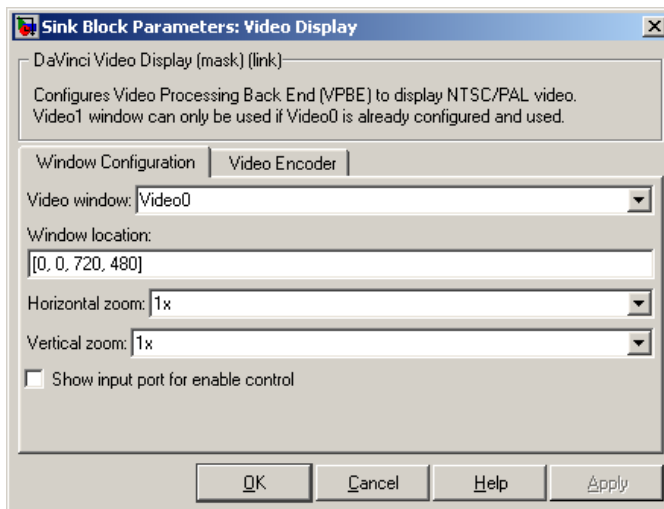 Sink Block Parameters: Video Display
DaVinci Video Display (mask) (link)
Configures Video Processing Back End (VPBE) to display NTSC/PAL video.
Video1 window can only be used if Video0 is already configured and used.
Window Configuration Video Encoder
Video window: Video0
Window location:
[0, 0, 720, 480]
Horizontal zoom: 1x
Vertical zoom: 1x
Show input port for enable control
OK Cancel Help Apply